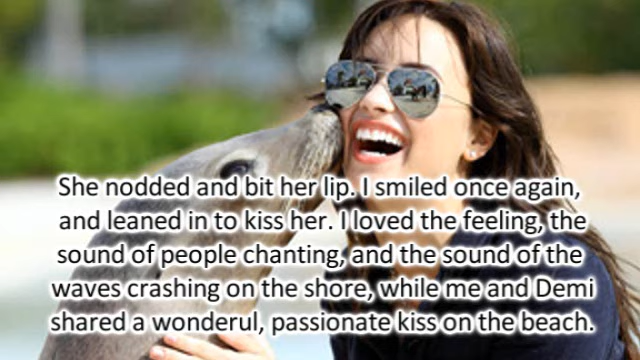 She nodded and bit her lip. I smiled once again,
and leaned in to kiss her. I loved the feeling, the
sound of people chanting, and the sound of the
waves crashing on the shore, while me and Demi
shared a wonderul, passionate kiss on the beach.